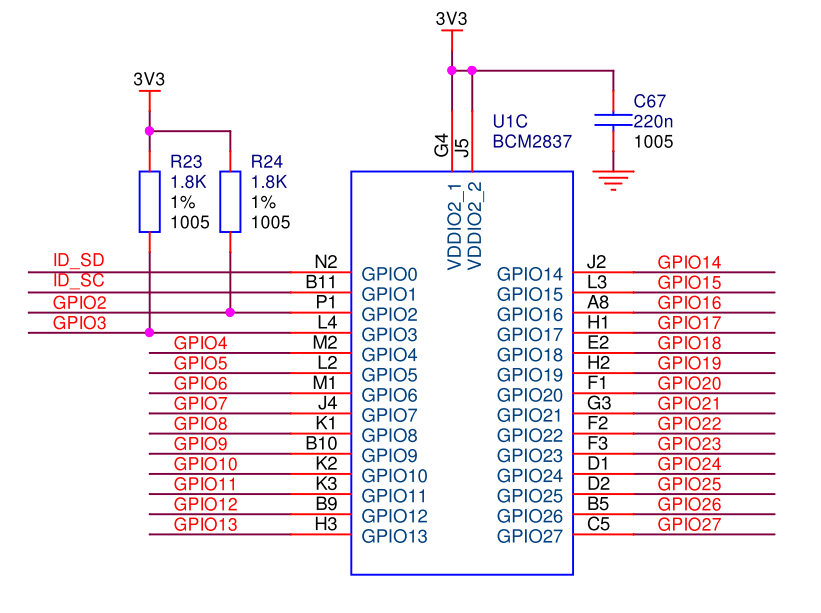 3V3
3V3
C67
220n
1005
U1C
BCM2837
G4
J5
R23
1.8K
1%
1005
R24
1.8K
1%
1005
VDDIO2_1
VDDIO2_2
ID_SD N2 GPIO0
ID_SC B11 GPIO1
GPIO2 P1 GPIO2
GPIO3 L4 GPIO3
GPIO4 M2 GPIO4
GPIO5 L2 GPIO5
GPIO6 M1 GPIO6
GPIO7 J4 GPIO7
GPIO8 K1 GPIO8
GPIO9 B10 GPIO9
GPIO10 K2 GPIO10
GPIO11 K3 GPIO11
GPIO12 B9 GPIO12
GPIO13 H3 GPIO13
GPIO14 J2 GPIO14
GPIO15 L3 GPIO15
GPIO16 A8 GPIO16
GPIO17 H1 GPIO17
GPIO18 E2 GPIO18
GPIO19 H2 GPIO19
GPIO20 F1 GPIO20
GPIO21 G3 GPIO21
GPIO22 F2 GPIO22
GPIO23 F3 GPIO23
GPIO24 D1 GPIO24
GPIO25 D2 GPIO25
GPIO26 B5 GPIO26
GPIO27 C5 GPIO27